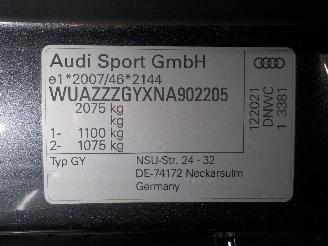 Audi Sport GmbH
e1*2007/46*2144
WUAZZZGYXNA902205
2075 kg
kg
1- 1100 kg
2- 1075 kg
Typ GY
NSU-Str. 24 - 32
DE-74172 Neckarsulm
Germany
122021
DNWC
1 3381